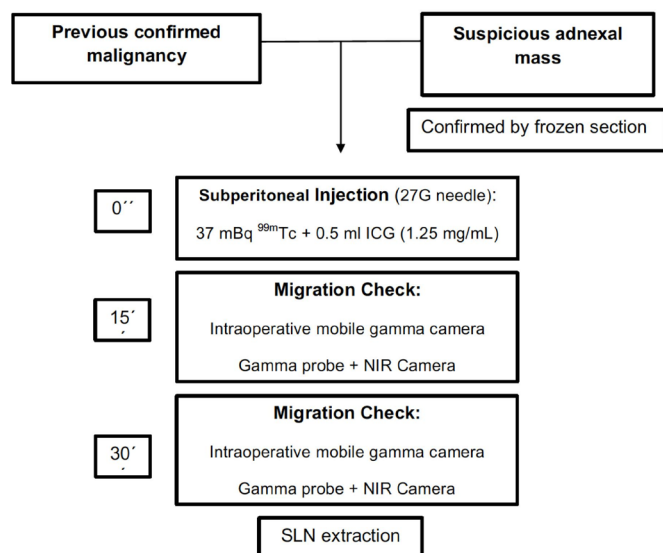 Previous confirmed
malignancy
Suspicious adnexal
mass
Confirmed by frozen section
0´´
Subperitoneal Injection (27G needle):
37 mBq ⁹⁹ᵐTc + 0.5 ml ICG (1.25 mg/mL)
15´
´
Migration Check:
Intraoperative mobile gamma camera
Gamma probe + NIR Camera
30´
´
Migration Check:
Intraoperative mobile gamma camera
Gamma probe + NIR Camera
SLN extraction